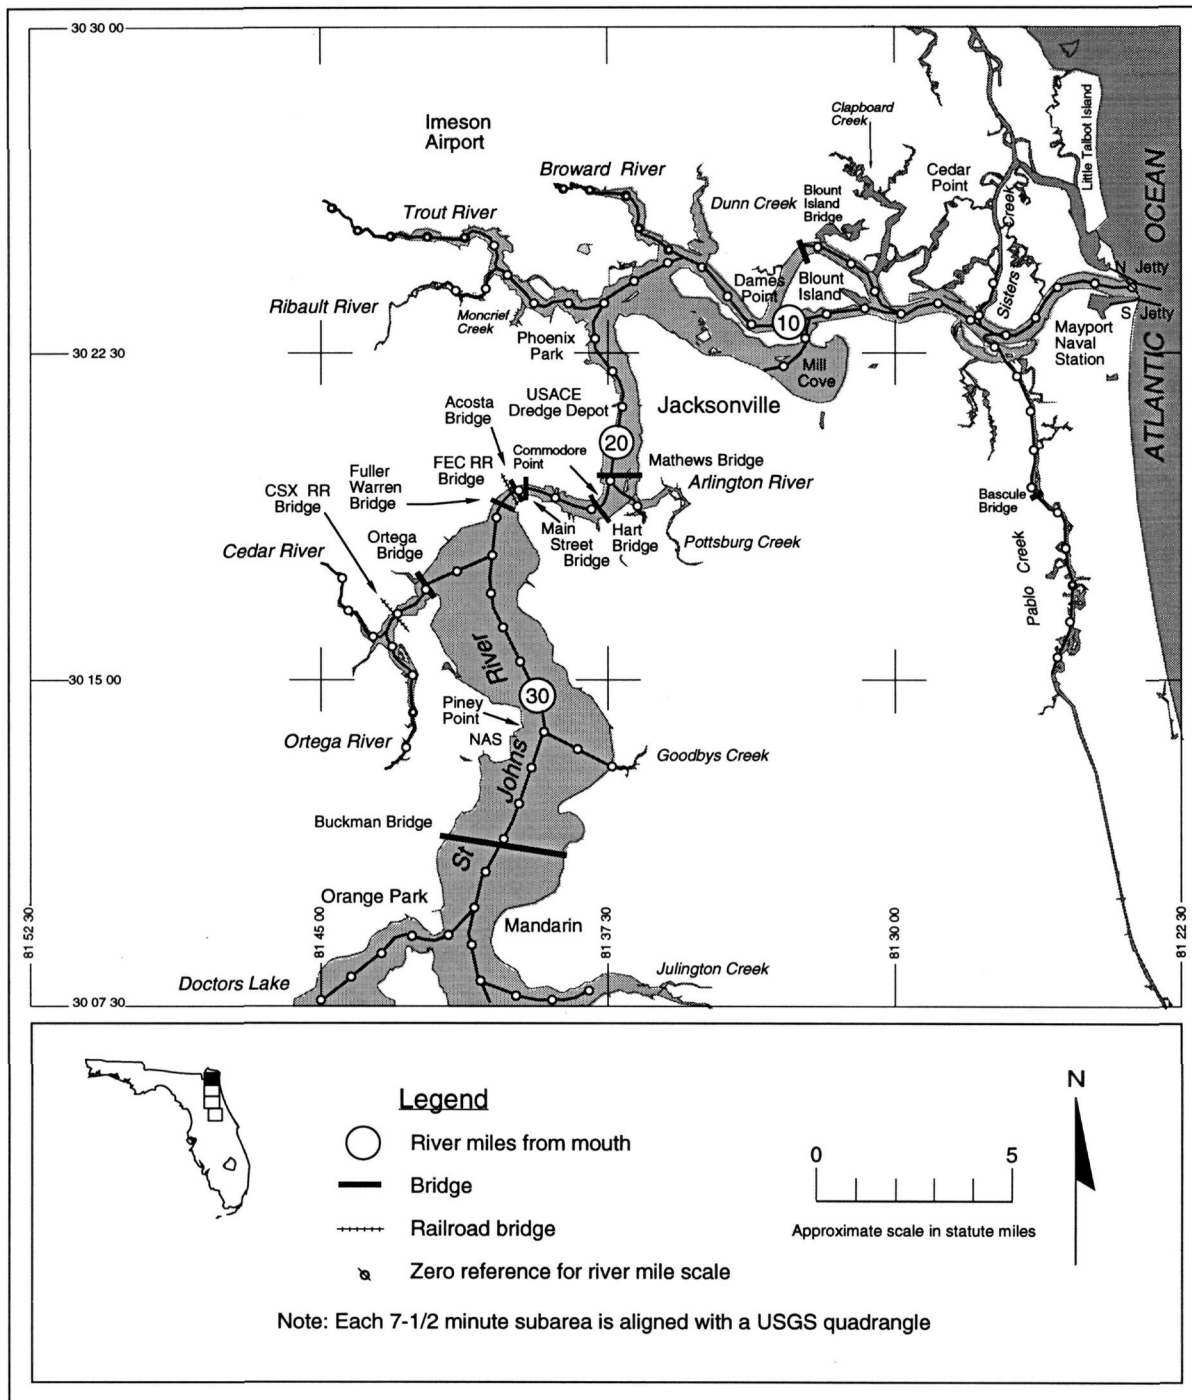 30 30 00
Imeson
Airport
Clapboard
Creek
Little Talbot Island
ATLANTIC OCEAN
Broward River
Cedar
Point
Dunn Creek
Blount
Island
Bridge
Trout River
Sisters Creek
N Jetty
Dames
Point
Blount
Island
Ribault River
Moncrief
Creek
S Jetty
10
Mayport
Naval
Station
Phoenix
Park
30 22 30
Mill
Cove
USACE
Dredge Depot
Jacksonville
Acosta
Bridge
20
Commodore
Point
FEC RR
Bridge
Mathews Bridge
Fuller
Warren
Bridge
Arlington River
CSX RR
Bridge
Bascule
Bridge
Main
Street
Bridge
Hart
Bridge
Ortega
Bridge
Pottsburg Creek
Cedar River
Pablo Creek
St Johns River
30 15 00
30
Piney
Point
NAS
Ortega River
Goodbys Creek
Buckman Bridge
Orange Park
Mandarin
81 52 30
81 45 00
81 37 30
81 30 00
81 22 30
Julington Creek
Doctors Lake
30 07 30
Legend
River miles from mouth
Bridge
Railroad bridge
Zero reference for river mile scale
0 5
Approximate scale in statute miles
N
Note: Each 7-1/2 minute subarea is aligned with a USGS quadrangle